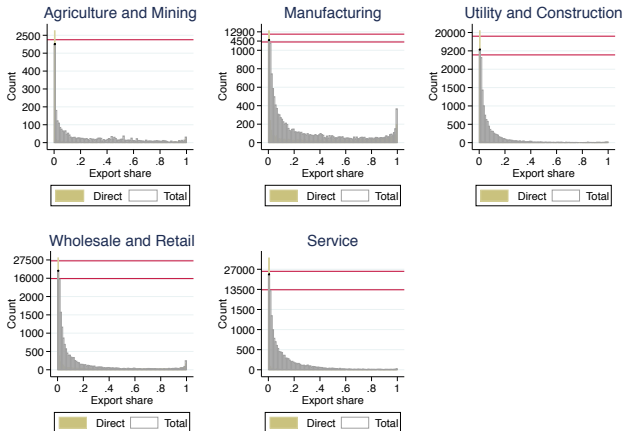 Agriculture and Mining
Count
2500
500
400
300
200
100
0
0 .2 .4 .6 .8 1
Export share
Direct Total
Manufacturing
Count
12900
4500
1000
800
600
400
200
0
0 .2 .4 .6 .8 1
Export share
Direct Total
Utility and Construction
Count
20000
9200
2000
1500
1000
500
0
0 .2 .4 .6 .8 1
Export share
Direct Total
Wholesale and Retail
Count
27500
16000
2000
1500
1000
500
0
0 .2 .4 .6 .8 1
Export share
Direct Total
Service
Count
27000
13500
1500
1000
500
0
0 .2 .4 .6 .8 1
Export share
Direct Total